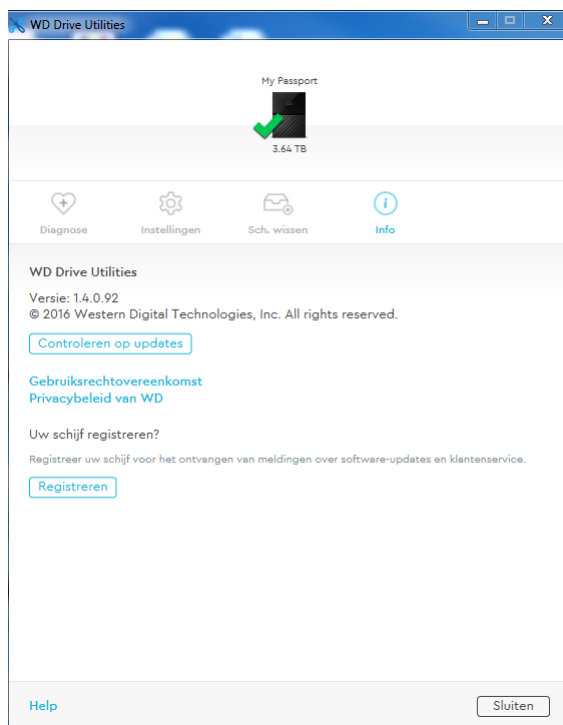 WD Drive Utilities
My Passport
3.64 TB
Diagnose
Instellingen
Sch. wissen
Info
WD Drive Utilities
Versie: 1.4.0.92
© 2016 Western Digital Technologies, Inc. All rights reserved.
Controleren op updates
Gebruiksrechtovereenkomst
Privacybeleid van WD
Uw schijf registreren?
Registreer uw schijf voor het ontvangen van meldingen over software-updates en klantenservice.
Registreren
Help
Sluiten